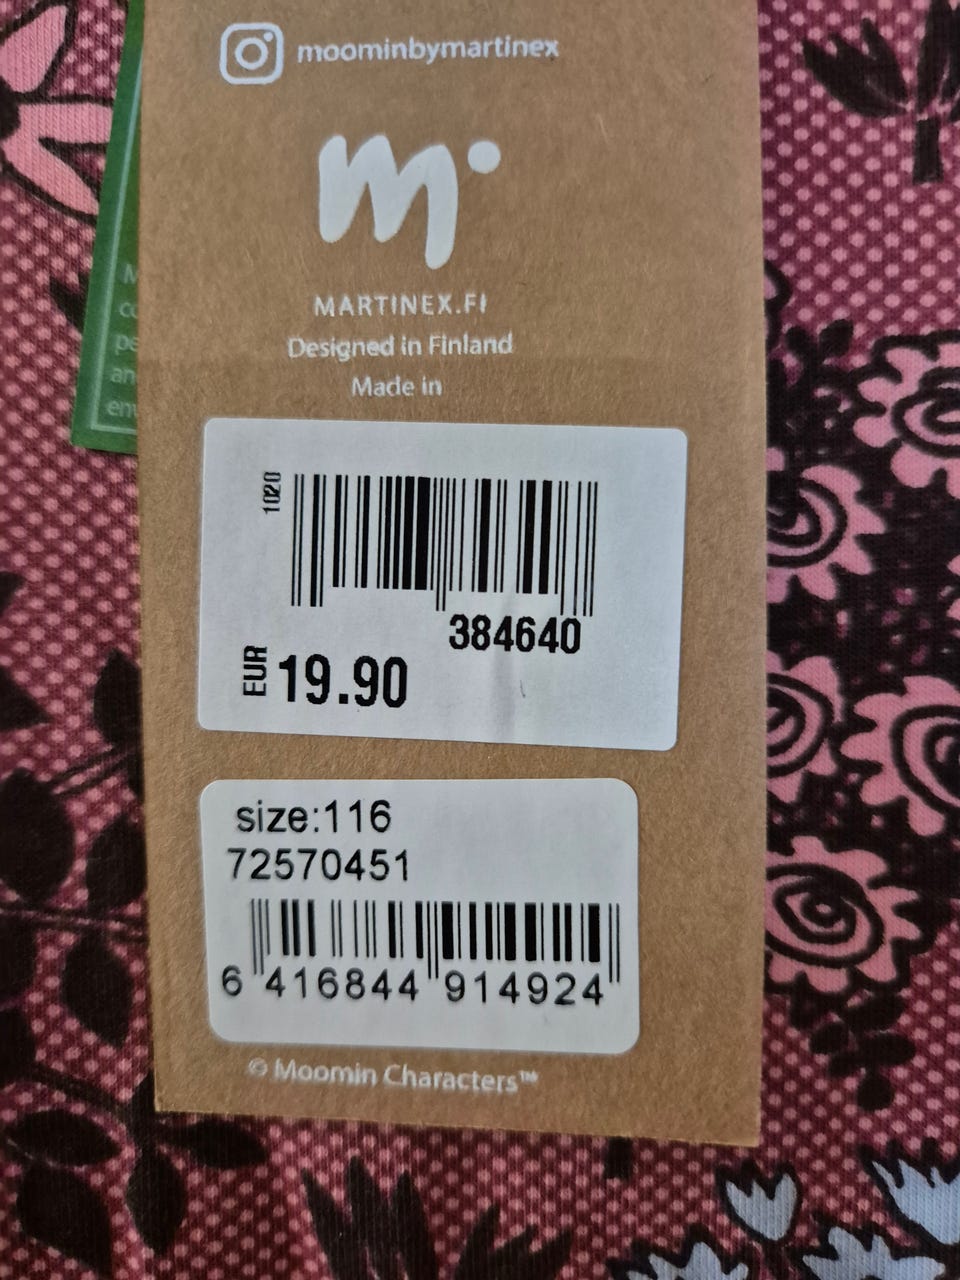 moominbymartinex
m
MARTINEX.FI
Designed in Finland
Made in
1020
384640
EUR 19.90
size:116
72570451
6 416844 914924
© Moomin Characters™